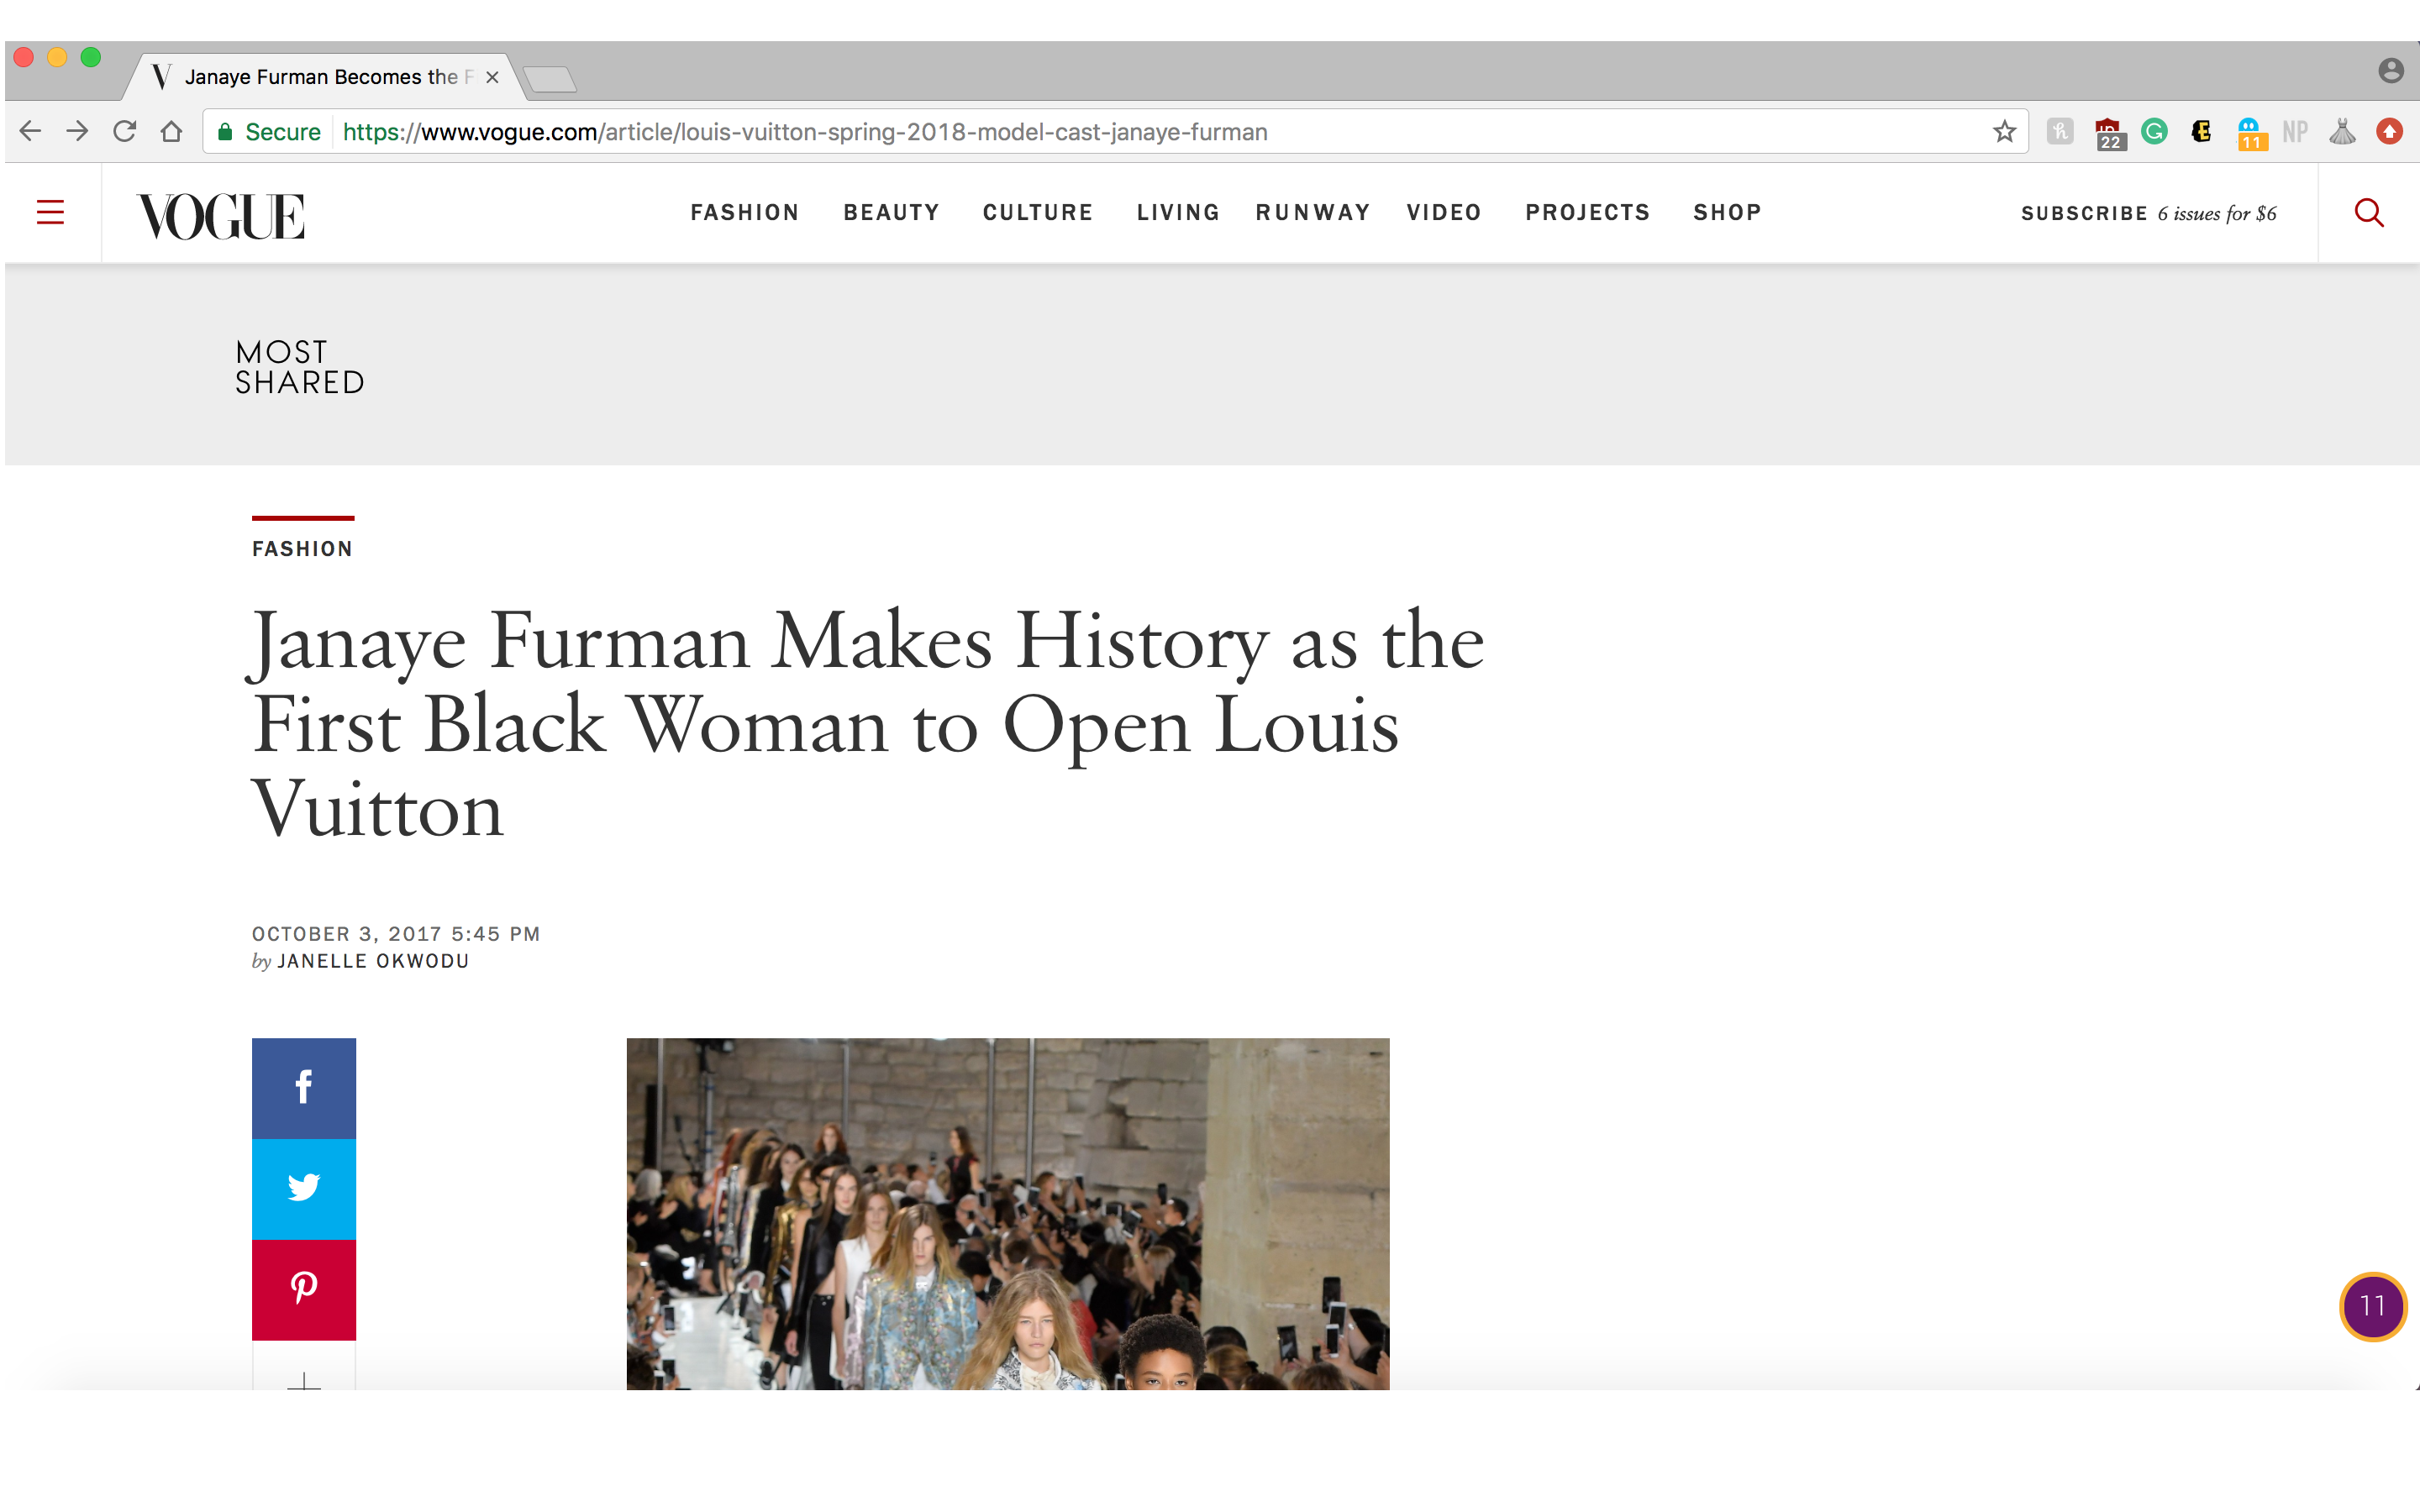 Janaye Furman Becomes the F
Secure https://www.vogue.com/article/louis-vuitton-spring-2018-model-cast-janaye-furman
22 G E 11 NP
VOGUE FASHION BEAUTY CULTURE LIVING RUNWAY VIDEO PROJECTS SHOP SUBSCRIBE 6 issues for $6
MOST
SHARED
FASHION
Janaye Furman Makes History as the
First Black Woman to Open Louis
Vuitton
OCTOBER 3, 2017 5:45 PM
by JANELLE OKWODU
11